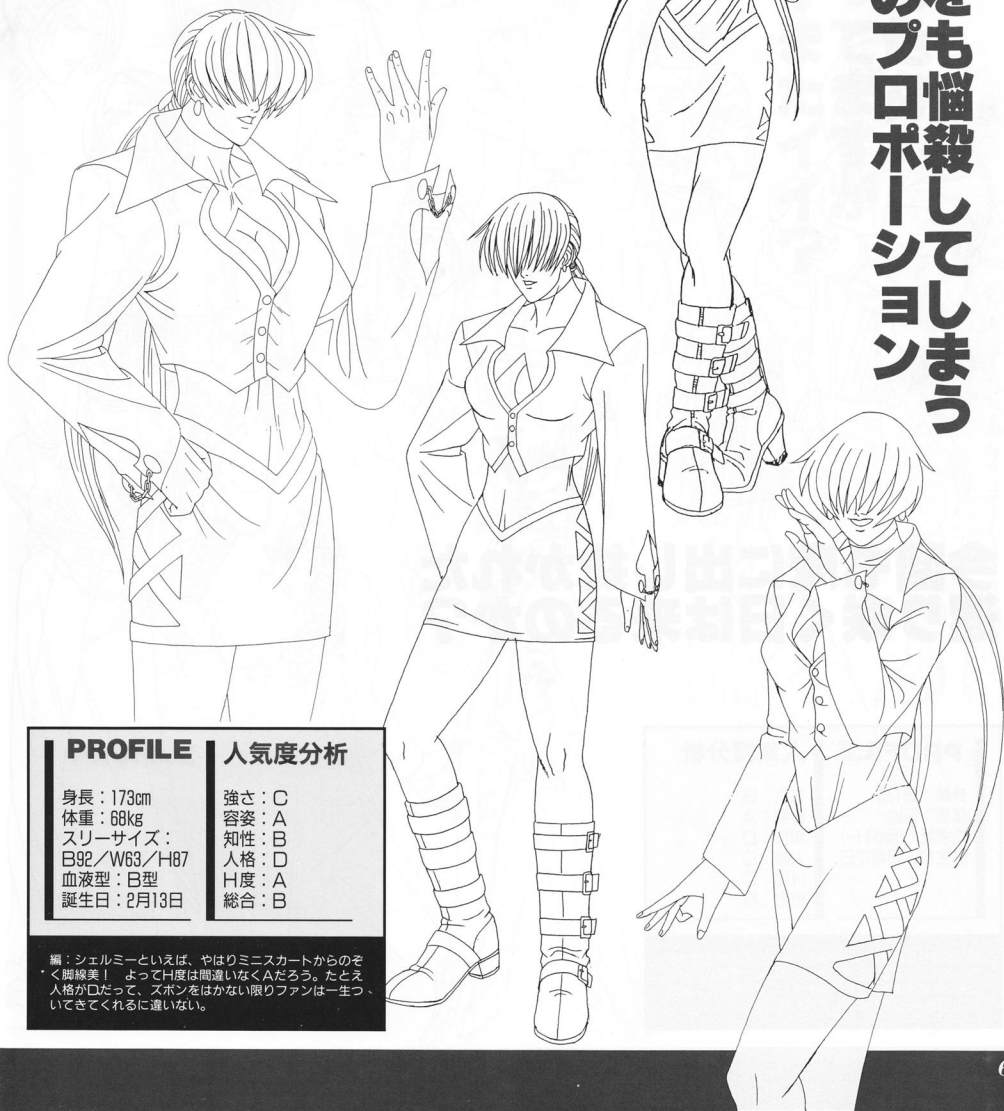 をも悩殺してしまう
のプロポーション
PROFILE
身長：173cm
体重：68kg
スリーサイズ：
B92／W63／H87
血液型：B型
誕生日：2月13日
人気度分析
強さ：C
容姿：A
知性：B
人格：D
H度：A
総合：B
編：シェルミーといえば、やはりミニスカートからのぞ
く脚線美！　よってH度は間違いなくAだろう。たとえ
人格がDだって、ズボンをはかない限りファンは一生つ
いてきてくれるに違いない。